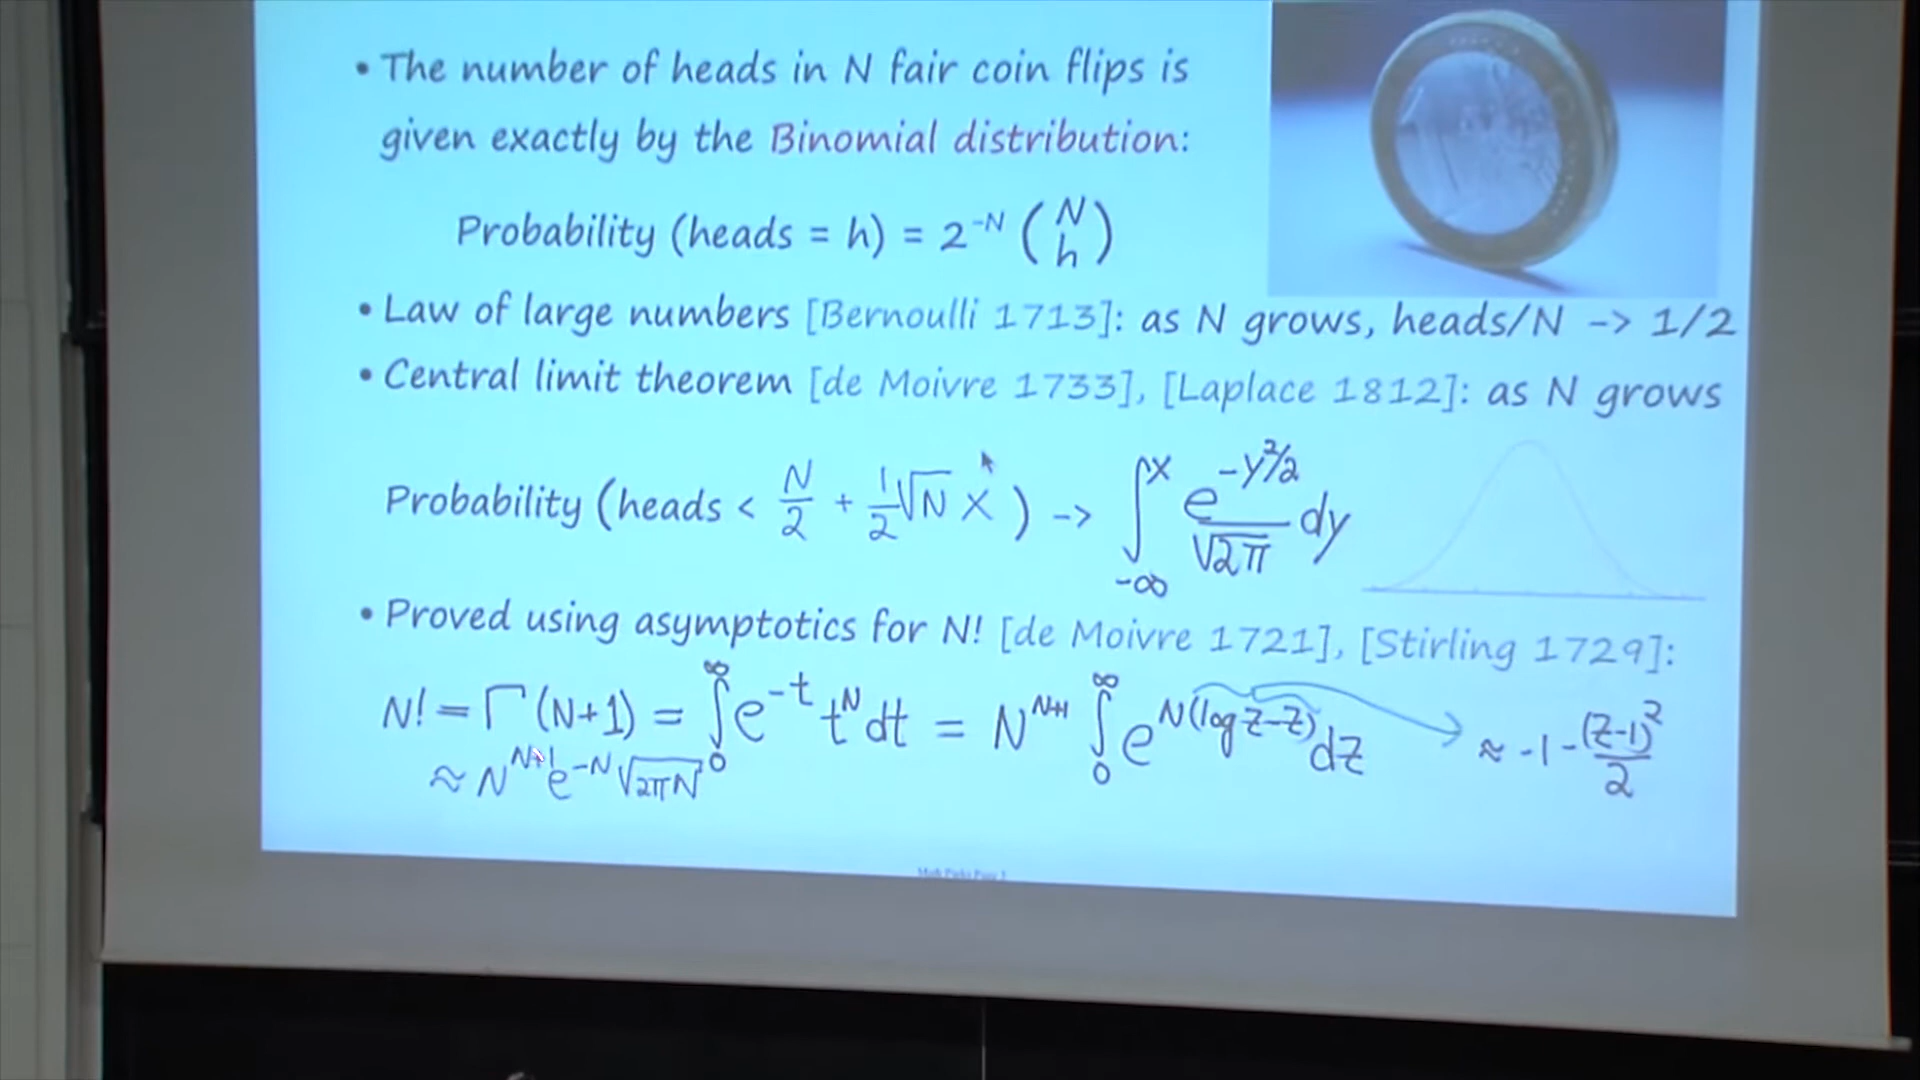 • The number of heads in N fair coin flips is
given exactly by the Binomial distribution:
Probability (heads = h) = 2^-N (N h)
• Law of large numbers [Bernoulli 1713]: as N grows, heads/N -> 1/2
• Central limit theorem [de Moivre 1733], [Laplace 1812]: as N grows
Probability (heads < N/2 + 1/2 √N x ) -> ∫_-∞^x e^-y²/2 / √2π dy
• Proved using asymptotics for N! [de Moivre 1721], [Stirling 1729]:
N! = Γ(N+1) = ∫_0^∞ e^-t t^N dt = N^N+1 ∫_0^∞ e^N(log z-z) dz ≈ -1 - (z-1)²/2
≈ N^N+1 e^-N √2πN